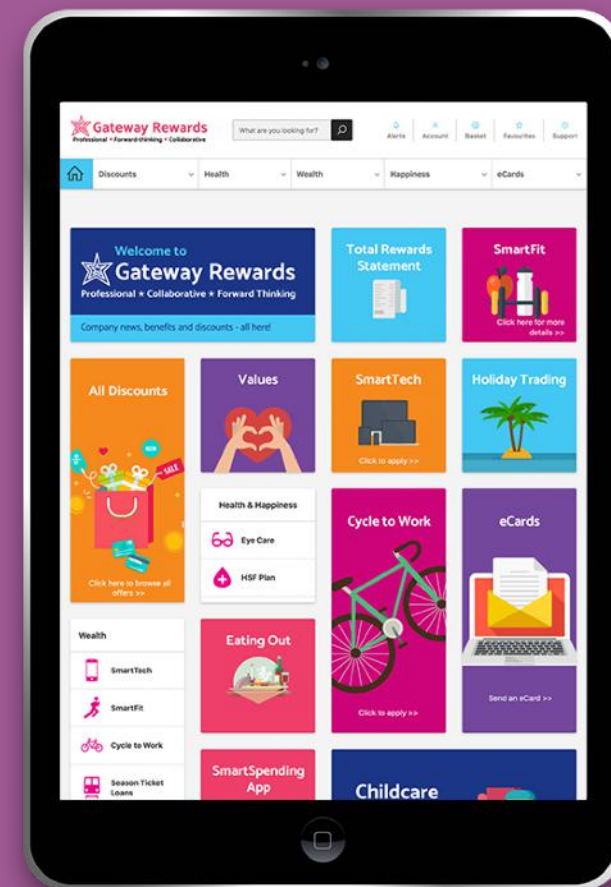 Gateway Rewards
Professional * Forward-thinking * Collaborative
What are you looking for?
Alerts
Account
Basket
Favourites
Support
Discounts
Health
Wealth
Happiness
eCards
Welcome to
Gateway Rewards
Professional ★ Collaborative ★ Forward Thinking
Company news, benefits and discounts - all here!
Total Rewards
Statement
SmartFit
Click here for more
details >>
All Discounts
NEW
SALE
Click here to browse all
offers >>
Values
SmartTech
Click to apply >>
Holiday Trading
Health & Happiness
Eye Care
HSF Plan
Cycle to Work
Click to apply >>
eCards
Send an eCard >>
Wealth
SmartTech
SmartFit
Cycle to Work
Season Ticket
Loans
Eating Out
SmartSpending
App
Childcare